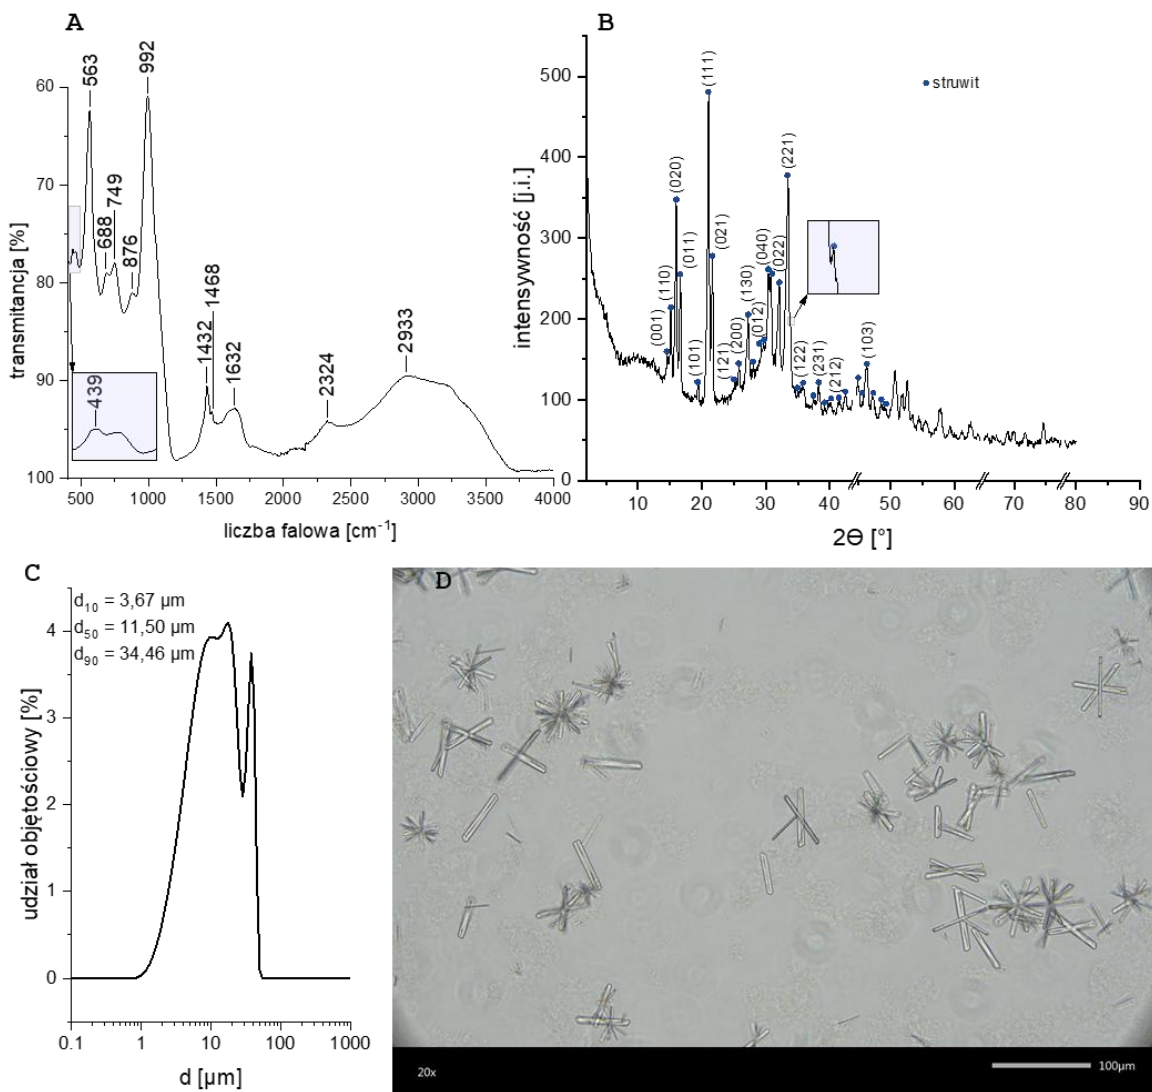 A
563
688
749
876
992
1432
1468
1632
2324
2933
439
60
70
80
90
100
transmitancja [%]
500 1000 1500 2000 2500 3000 3500 4000
liczba falowa [cm⁻¹]
B
struwit
500
400
300
200
100
0
intensywność [j.i.]
(001)
(110)
(020)
(011)
(101)
(111)
(021)
(121)
(200)
(130)
(012)
(040)
(022)
(221)
(122)
(231)
(212)
(103)
10 20 30 40 50 60 70 80 90
2Θ [°]
C
d₁₀ = 3,67 µm
d₅₀ = 11,50 µm
d₉₀ = 34,46 µm
4
3
2
1
0
udział objętościowy [%]
0.1 1 10 100 1000
d [µm]
D
20x
100µm